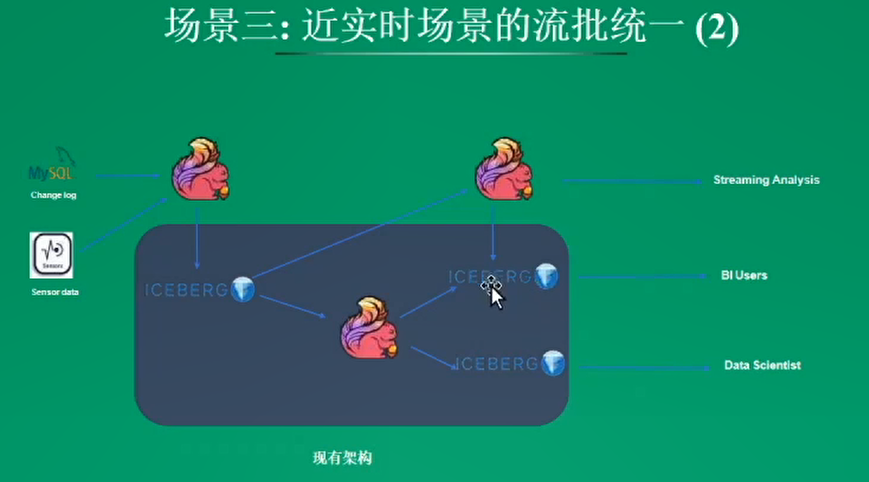 场景三: 近实时场景的流批统一 (2)
MySQL
Change log
Streaming Analysis
Sensors
Sensor data
ICEBERG
ICEBERG
BI Users
ICEBERG
Data Scientist
现有架构